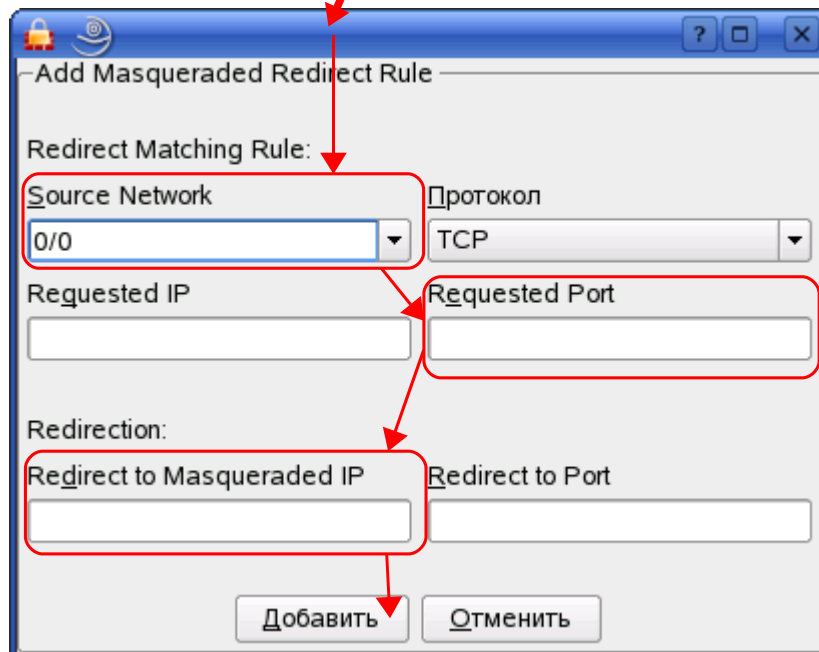 Add Masqueraded Redirect Rule
Redirect Matching Rule:
Source Network
Протокол
0/0
TCP
Requested IP
Requested Port
Redirection:
Redirect to Masqueraded IP
Redirect to Port
Добавить
Отменить